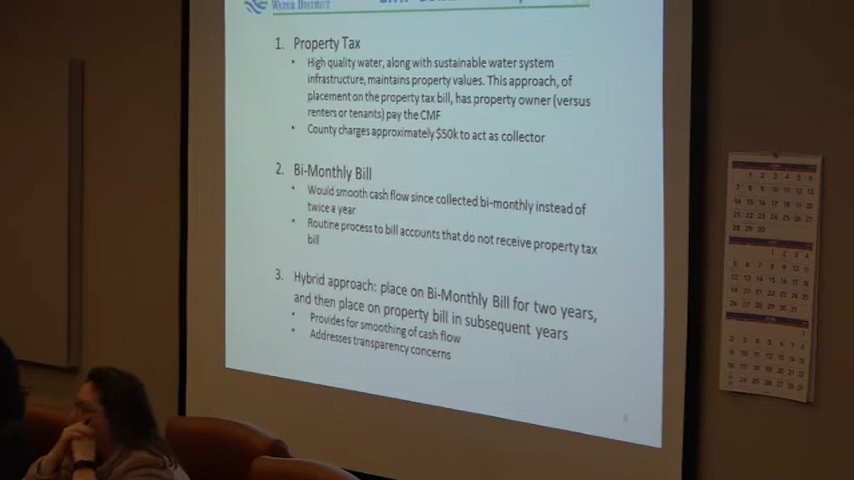 WATER DISTRICT
1. Property Tax
• High quality water, along with sustainable water system
infrastructure, maintains property values. This approach, of
placement on the property tax bill, has property owner (versus
renters or tenants) pay the CMF
• County charges approximately $50k to act as collector
2. Bi-Monthly Bill
• Would smooth cash flow since collected bi-monthly instead of
twice a year
• Routine process to bill accounts that do not receive property tax
bill
3. Hybrid approach: place on Bi-Monthly Bill for two years,
and then place on property bill in subsequent years
• Provides for smoothing of cash flow
• Addresses transparency concerns